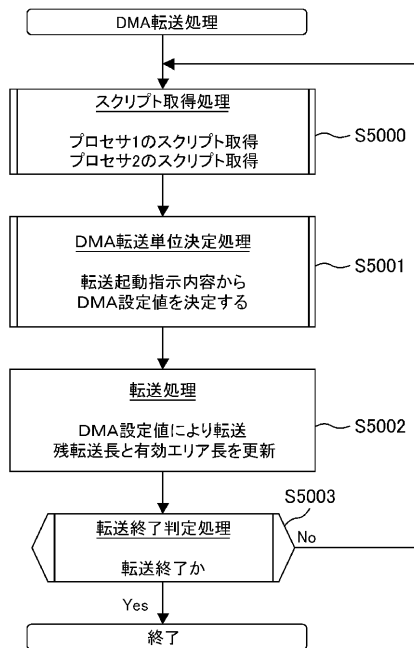 DMA転送処理
スクリプト取得処理
プロセサ1のスクリプト取得
プロセサ2のスクリプト取得
S5000
DMA転送単位決定処理
転送起動指示内容から
DMA設定値を決定する
S5001
転送処理
DMA設定値により転送
残転送長と有効エリア長を更新
S5002
S5003
転送終了判定処理
転送終了か
No
Yes
終了